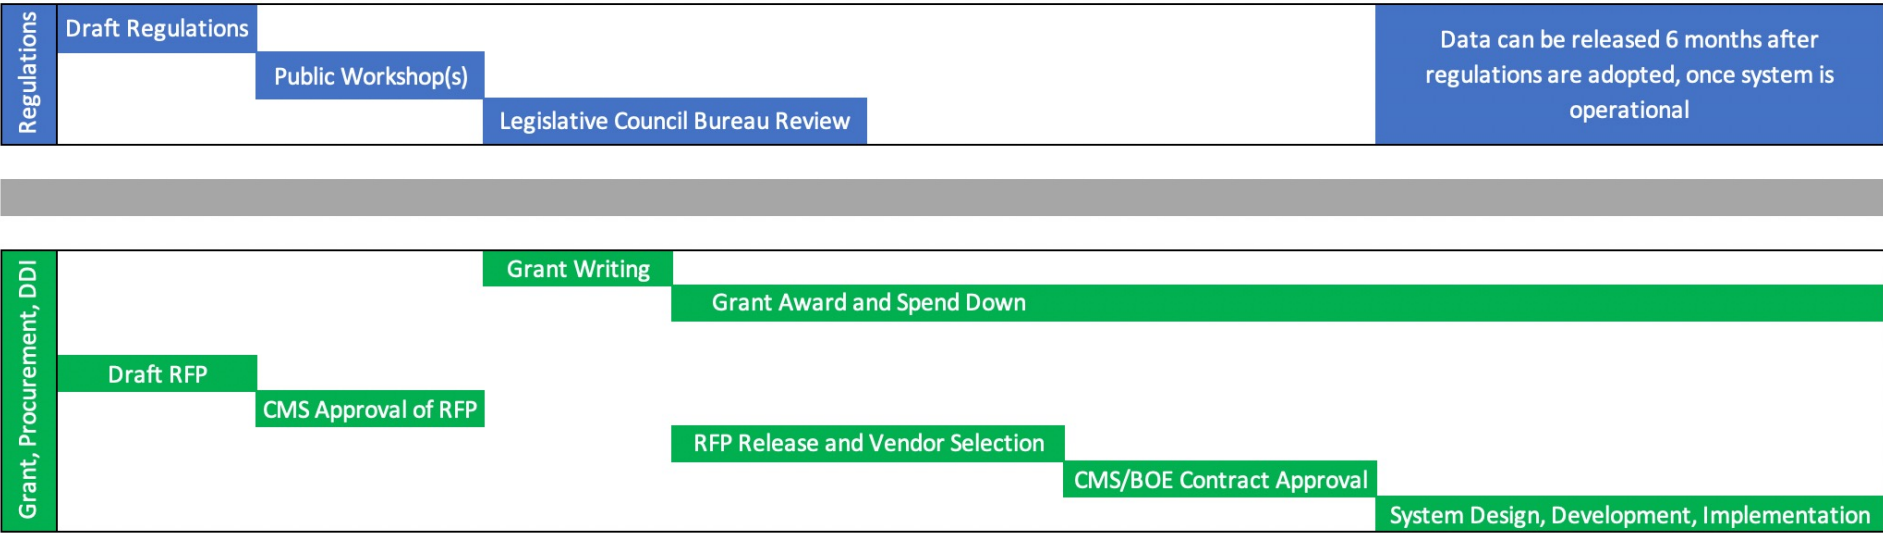 Regulations
Draft Regulations
Public Workshop(s)
Legislative Council Bureau Review
Data can be released 6 months after
regulations are adopted, once system is
operational
Grant, Procurement, DDI
Grant Writing
Grant Award and Spend Down
Draft RFP
CMS Approval of RFP
RFP Release and Vendor Selection
CMS/BOE Contract Approval
System Design, Development, Implementation